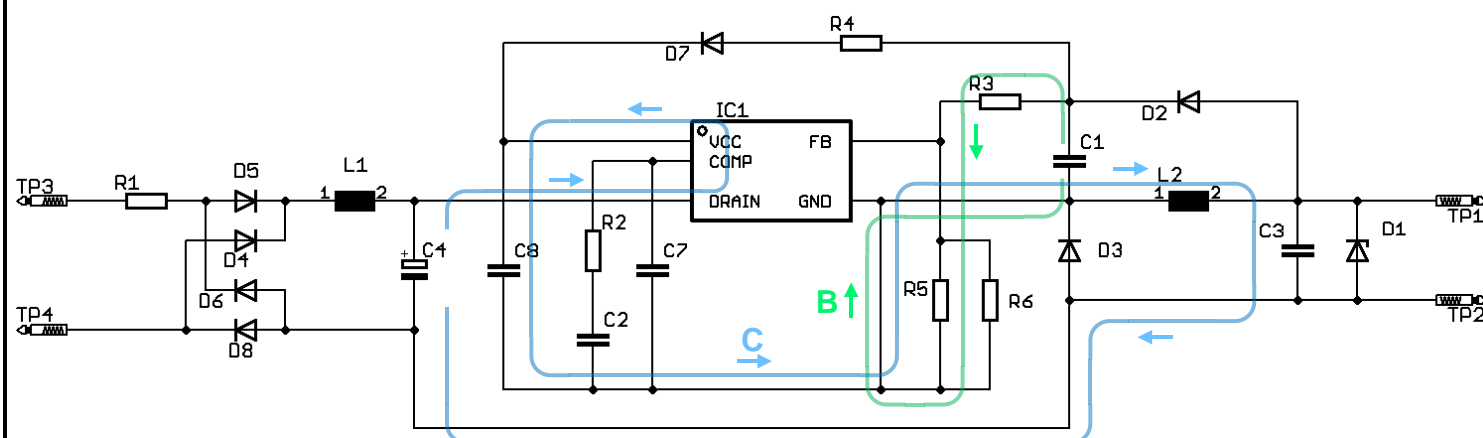 R4
D7
R3
D2
IC1
VCC FB
COMP
DRAIN GND
C1
TP3 R1 D5 L1
1 2
L2
1 2
TP1
D4
R2
C4
+
C8 C7
D3
C3 D1
D6
R5 R6
B
TP4
TP2
D8
C2
C